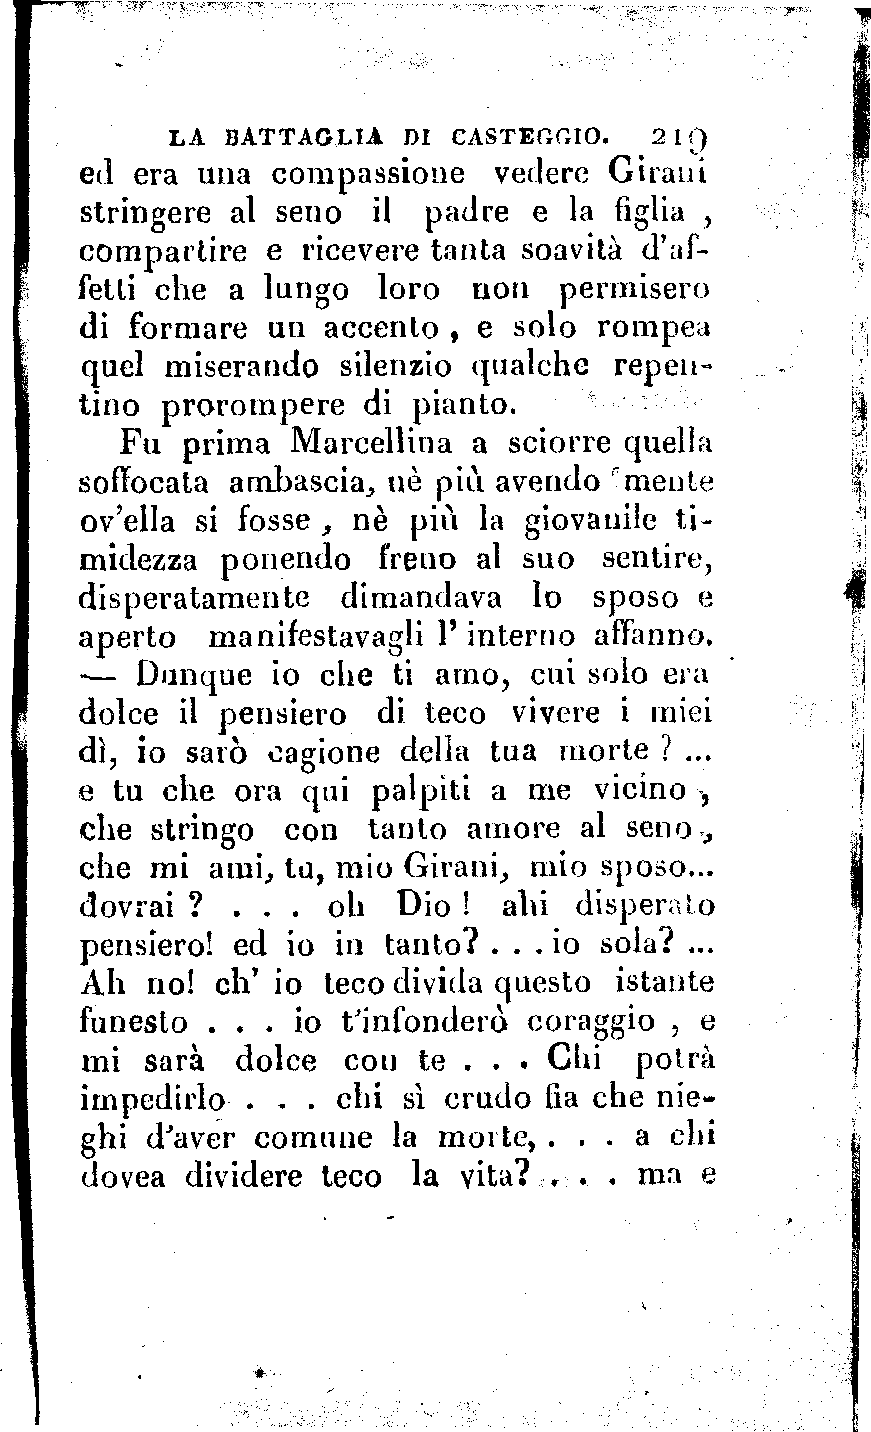 LA BATTAGLIA DI CASTEGGIO. 219
ed era una compassione vedere Girani
stringere al seno il padre e la figlia ,
compartire e ricevere tanta soavità d'af-
fetti che a lungo loro non permisero
di formare un accento , e solo rompea
quel miserando silenzio qualche repen-
tino prorompere di pianto.
Fu prima Marcellina a sciorre quella
soffocata ambascia, nè più avendo mente
ov'ella si fosse , nè più la giovanile ti-
midezza ponendo freno al suo sentire,
disperatamente dimandava lo sposo e
aperto manifestavagli l' interno affanno.
— Dunque io che ti amo, cui solo era
dolce il pensiero di teco vivere i miei
dì, io sarò cagione della tua morte ? ...
e tu che ora qui palpiti a me vicino ,
che stringo con tanto amore al seno ,
che mi ami, tu, mio Girani, mio sposo...
dovrai ? . . . oh Dio ! ahi disperato
pensiero! ed io in tanto? . . . io sola? ...
Ah no! ch' io teco divida questo istante
funesto . . . io t'infonderò coraggio , e
mi sarà dolce con te . . . Chi potrà
impedirlo . . . chi sì crudo fia che nie-
ghi d'aver comune la morte, . . . a chi
dovea dividere teco la vita? . . . ma e